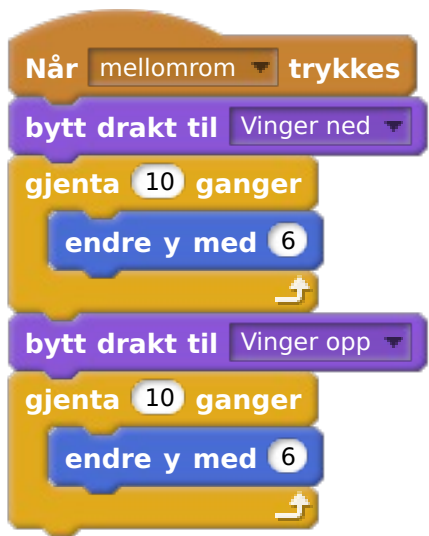 Når mellomrom trykkes
bytt drakt til Vinger ned
gjenta 10 ganger
endre y med 6
bytt drakt til Vinger opp
gjenta 10 ganger
endre y med 6